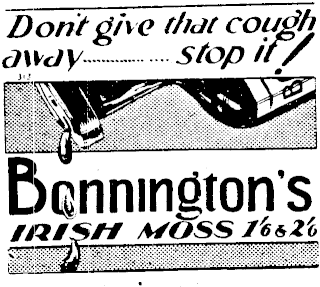 Don't give that cough
away............ .... stop it!
Bonnington's
IRISH MOSS 1'6 & 2'6